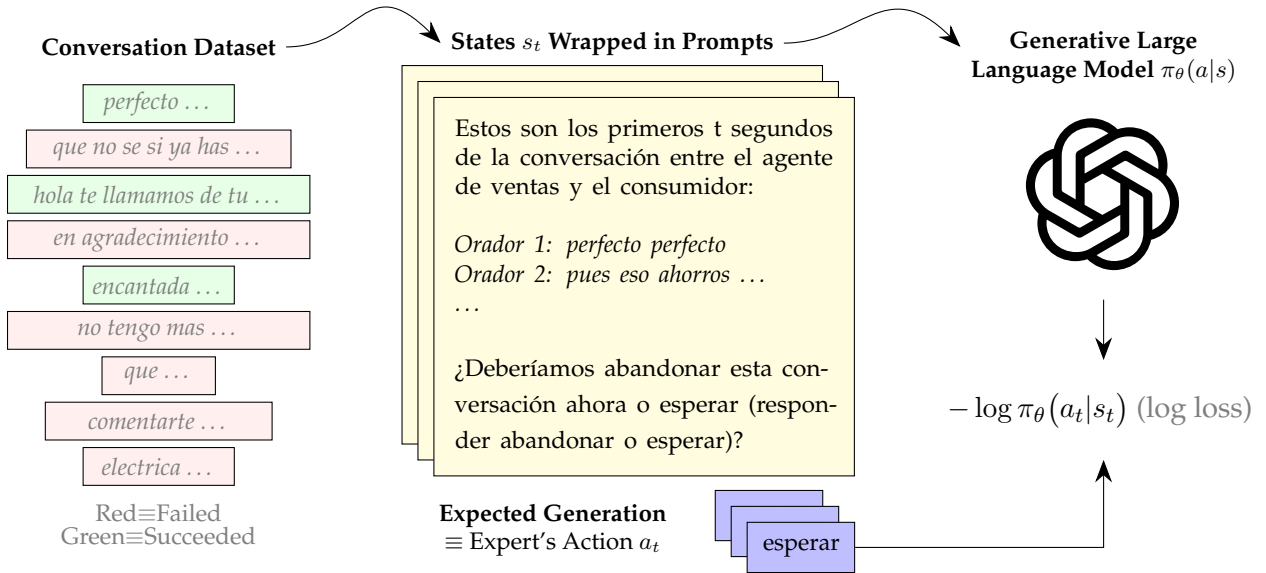 Conversation Dataset
perfecto ...
que no se si ya has ...
hola te llamamos de tu ...
en agradecimiento ...
encantada ...
no tengo mas ...
que ...
comentarte ...
electrica ...
Red≡Failed
Green≡Succeeded
States s_t Wrapped in Prompts
Estos son los primeros t segundos
de la conversación entre el agente
de ventas y el consumidor:
Orador 1: perfecto perfecto
Orador 2: pues eso ahorros ...
...
¿Deberíamos abandonar esta con-
versación ahora o esperar (respon-
der abandonar o esperar)?
Expected Generation
≡ Expert's Action a_t
esperar
Generative Large
Language Model π_θ(a|s)
− log π_θ(a_t|s_t) (log loss)